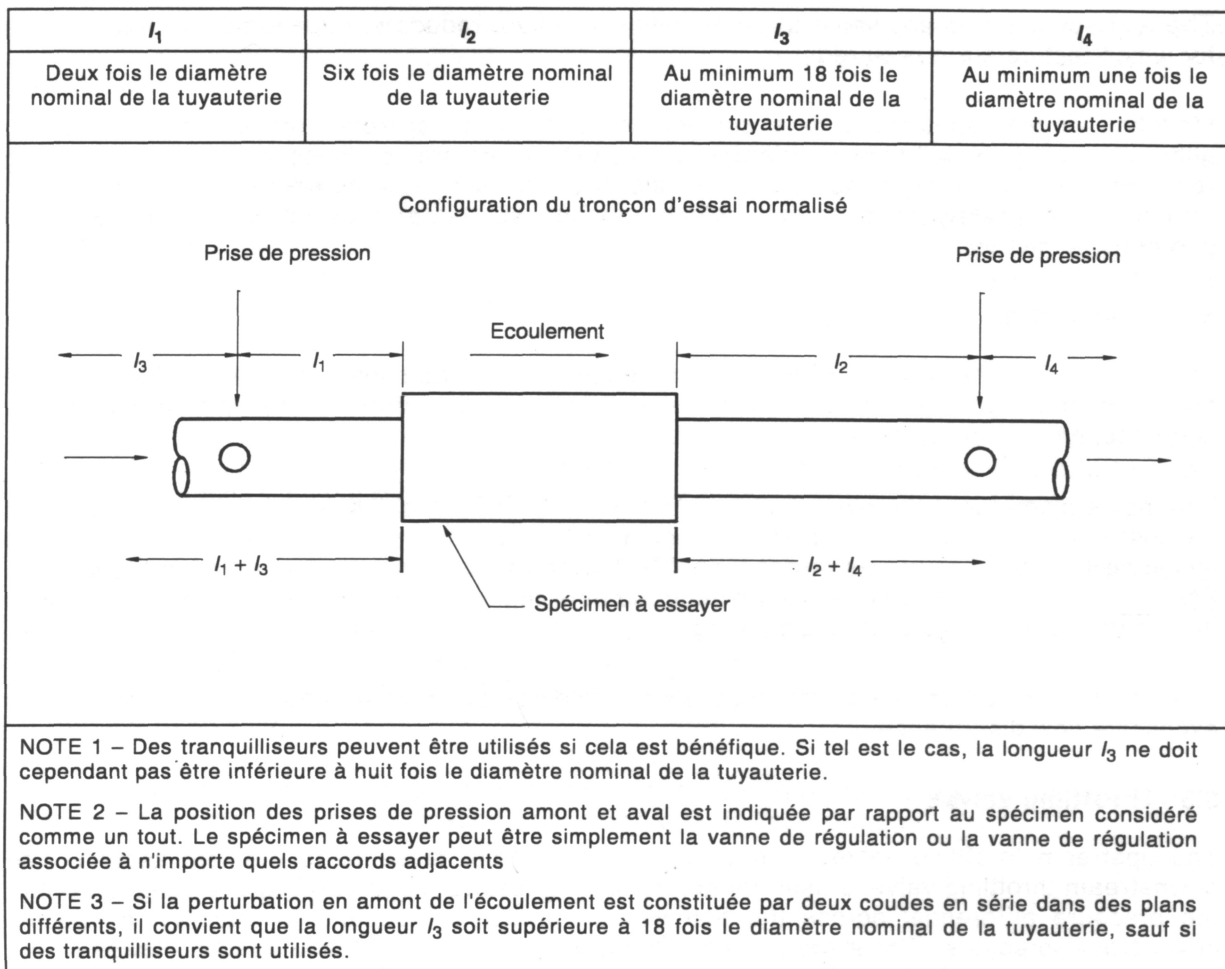 l1
l2
l3
l4
Deux fois le diamètre
nominal de la tuyauterie
Six fois le diamètre nominal
de la tuyauterie
Au minimum 18 fois le
diamètre nominal de la
tuyauterie
Au minimum une fois le
diamètre nominal de la
tuyauterie
Configuration du tronçon d'essai normalisé
Prise de pression
Prise de pression
Ecoulement
l3
l1
l2
l4
l1 + l3
l2 + l4
Spécimen à essayer
NOTE 1 – Des tranquilliseurs peuvent être utilisés si cela est bénéfique. Si tel est le cas, la longueur l3 ne doit
cependant pas être inférieure à huit fois le diamètre nominal de la tuyauterie.
NOTE 2 – La position des prises de pression amont et aval est indiquée par rapport au spécimen considéré
comme un tout. Le spécimen à essayer peut être simplement la vanne de régulation ou la vanne de régulation
associée à n'importe quels raccords adjacents
NOTE 3 – Si la perturbation en amont de l'écoulement est constituée par deux coudes en série dans des plans
différents, il convient que la longueur l3 soit supérieure à 18 fois le diamètre nominal de la tuyauterie, sauf si
des tranquilliseurs sont utilisés.